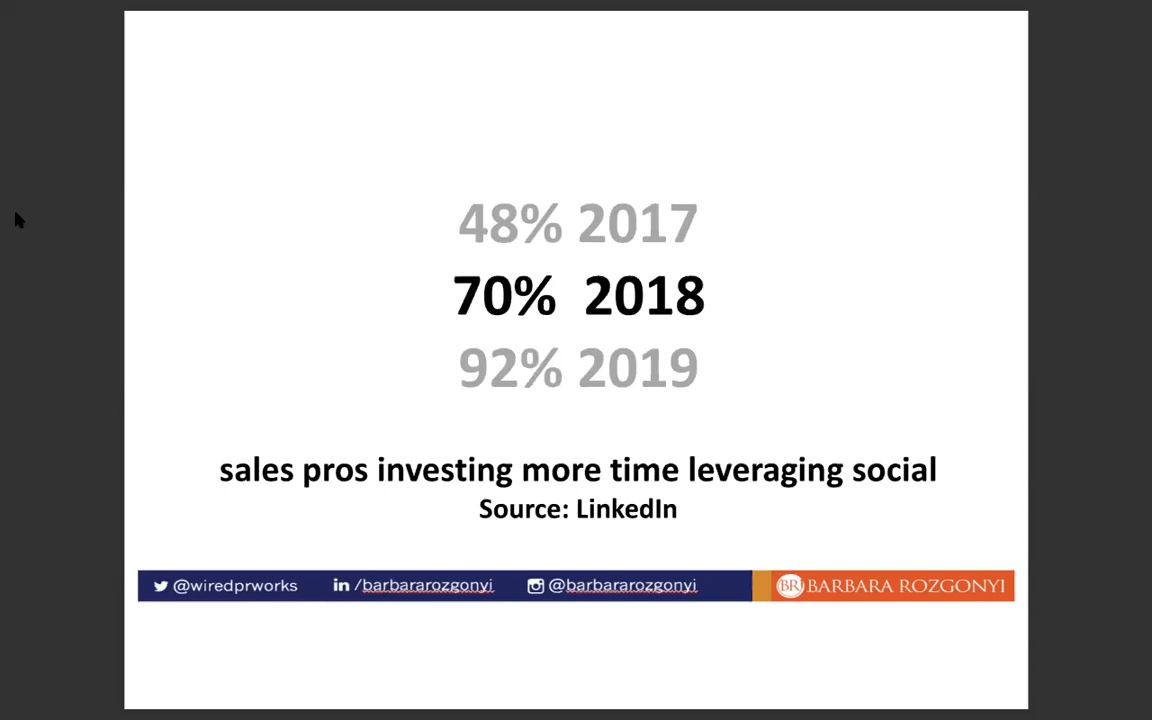 48% 2017
70% 2018
92% 2019
sales pros investing more time leveraging social
Source: LinkedIn
@wiredprworks in /barbararozgonyi @barbararozgonyi BR BARBARA ROZGONYI